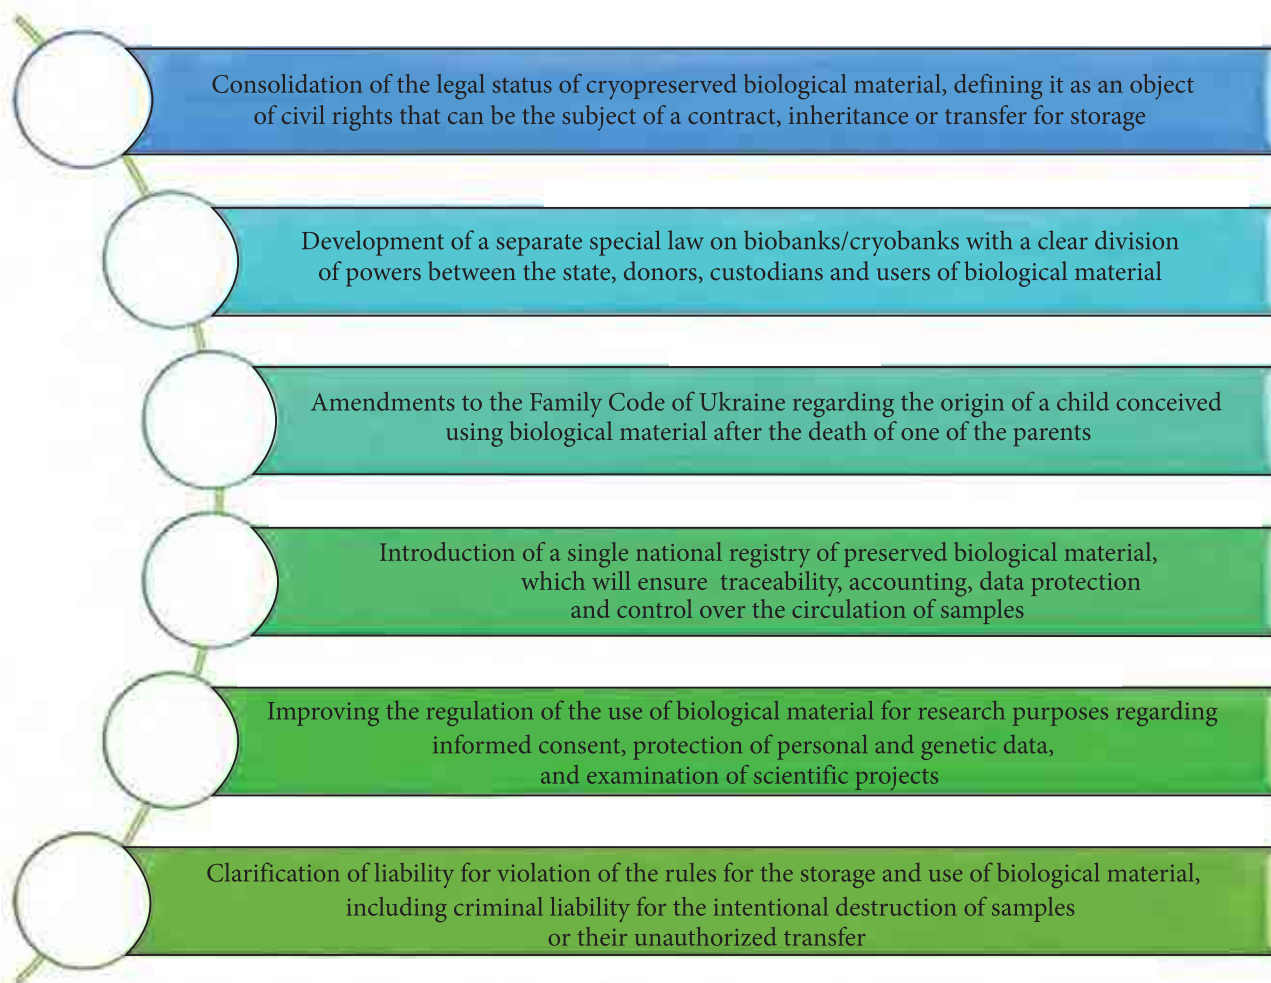 Consolidation of the legal status of cryopreserved biological material, defining it as an object
of civil rights that can be the subject of a contract, inheritance or transfer for storage
Development of a separate special law on biobanks/cryobanks with a clear division
of powers between the state, donors, custodians and users of biological material
Amendments to the Family Code of Ukraine regarding the origin of a child conceived
using biological material after the death of one of the parents
Introduction of a single national registry of preserved biological material,
which will ensure traceability, accounting, data protection
and control over the circulation of samples
Improving the regulation of the use of biological material for research purposes regarding
informed consent, protection of personal and genetic data,
and examination of scientific projects
Clarification of liability for violation of the rules for the storage and use of biological material,
including criminal liability for the intentional destruction of samples
or their unauthorized transfer